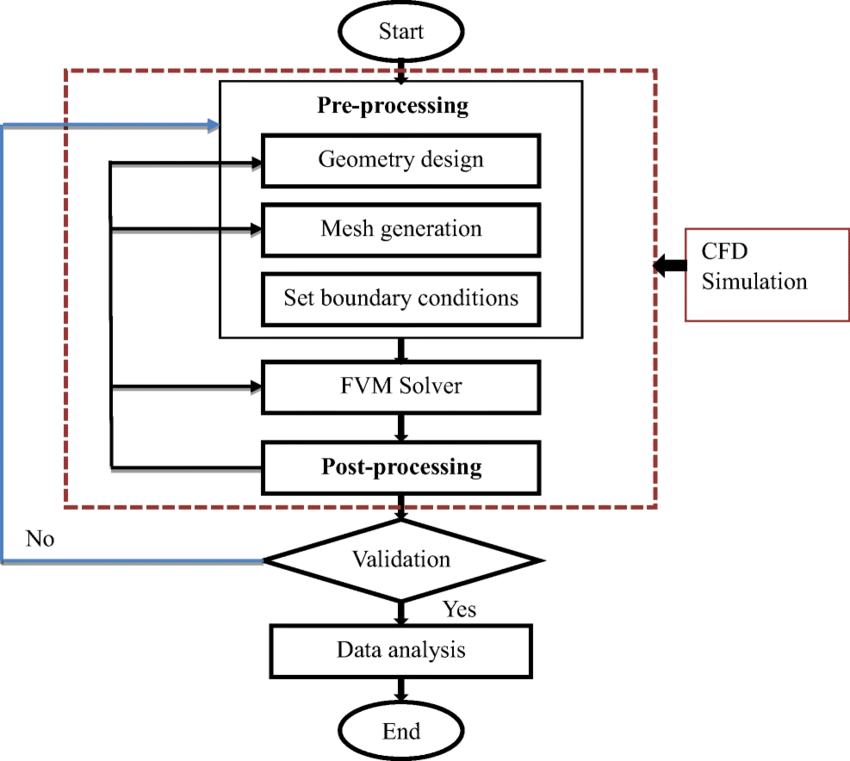 Start
Pre-processing
Geometry design
Mesh generation
Set boundary conditions
CFD
Simulation
FVM Solver
Post-processing
No
Validation
Yes
Data analysis
End